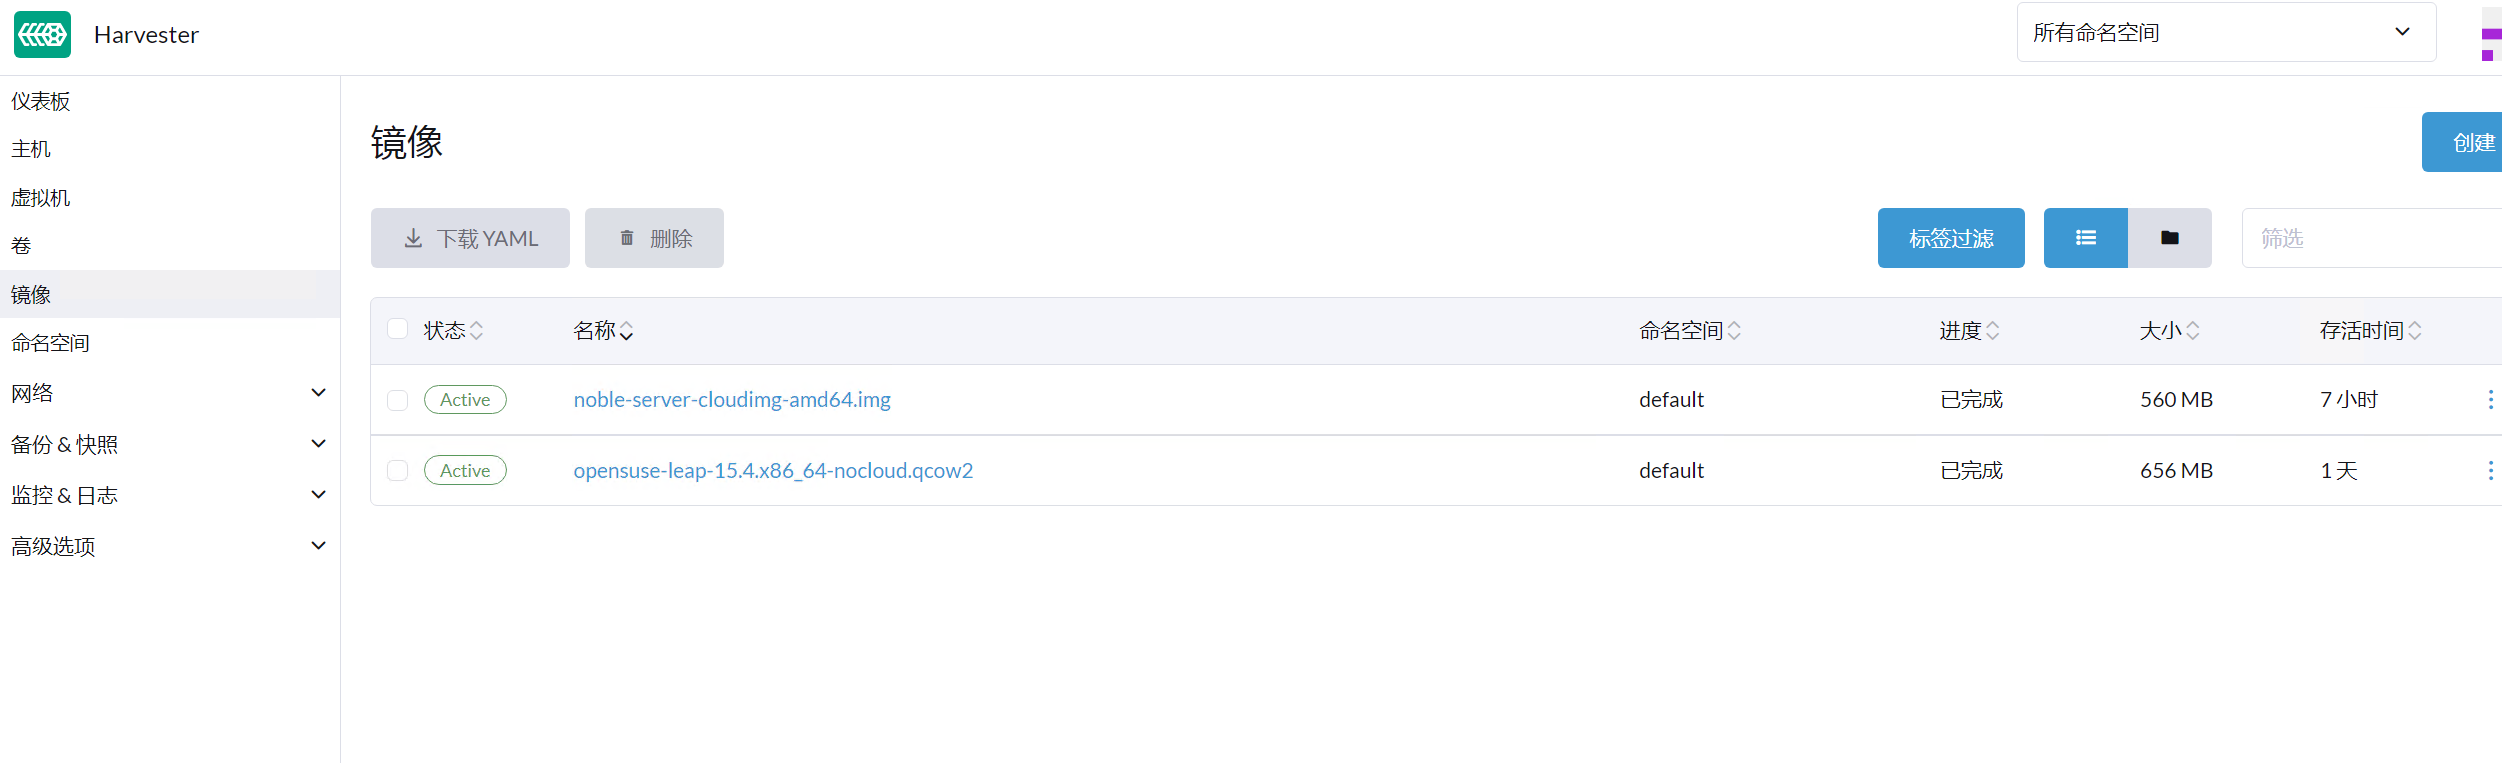 Harvester
所有命名空间
仪表板
主机
虚拟机
卷
镜像
命名空间
网络
备份 & 快照
监控 & 日志
高级选项
镜像
创建
下载 YAML
删除
标签过滤
筛选
状态 名称 命名空间 进度 大小 存活时间
Active noble-server-cloudimg-amd64.img default 已完成 560 MB 7 小时
Active opensuse-leap-15.4.x86_64-nocloud.qcow2 default 已完成 656 MB 1 天